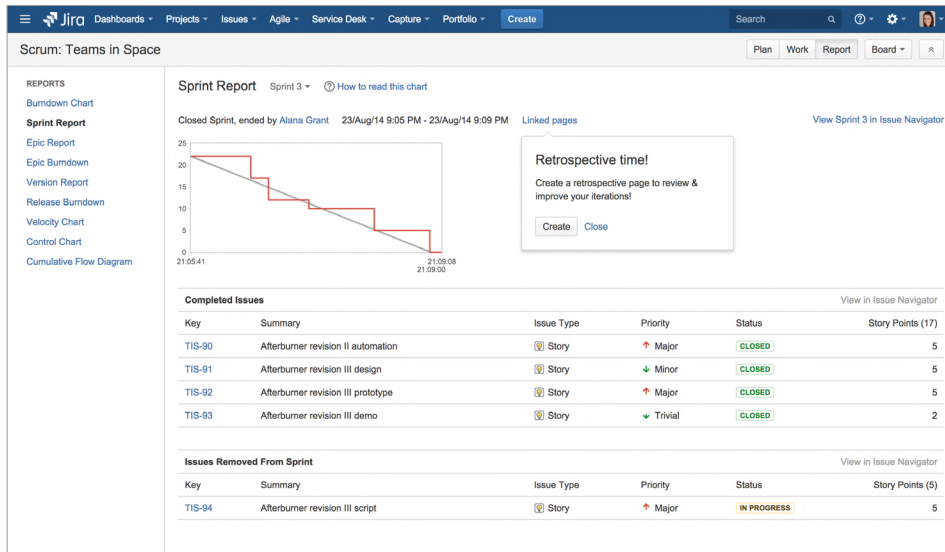 Jira Dashboards Projects Issues Agile Service Desk Capture Portfolio Create Search
Scrum: Teams in Space Plan Work Report Board
REPORTS
Burndown Chart
Sprint Report
Epic Report
Epic Burndown
Version Report
Release Burndown
Velocity Chart
Control Chart
Cumulative Flow Diagram
Sprint Report Sprint 3 ? How to read this chart
Closed Sprint, ended by Alana Grant 23/Aug/14 9:05 PM - 23/Aug/14 9:09 PM Linked pages View Sprint 3 in Issue Navigator
25
20
15
10
5
0
21:05:41 21:09:08
21:09:00
Retrospective time!
Create a retrospective page to review &
improve your iterations!
Create Close
Completed Issues View in Issue Navigator
Key Summary Issue Type Priority Status Story Points (17)
TIS-90 Afterburner revision II automation Story Major CLOSED 5
TIS-91 Afterburner revision III design Story Minor CLOSED 5
TIS-92 Afterburner revision III prototype Story Major CLOSED 5
TIS-93 Afterburner revision III demo Story Trivial CLOSED 2
Issues Removed From Sprint View in Issue Navigator
Key Summary Issue Type Priority Status Story Points (5)
TIS-94 Afterburner revision III script Story Major IN PROGRESS 5